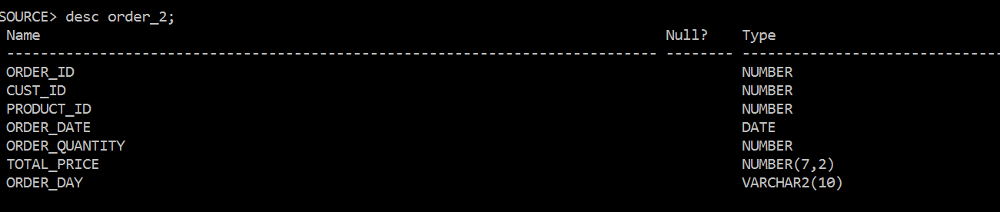 SOURCE> desc order_2;
Name Null? Type
----------------------------------------------------------------------------- -------- -------------------------------
ORDER_ID NUMBER
CUST_ID NUMBER
PRODUCT_ID NUMBER
ORDER_DATE DATE
ORDER_QUANTITY NUMBER
TOTAL_PRICE NUMBER(7,2)
ORDER_DAY VARCHAR2(10)